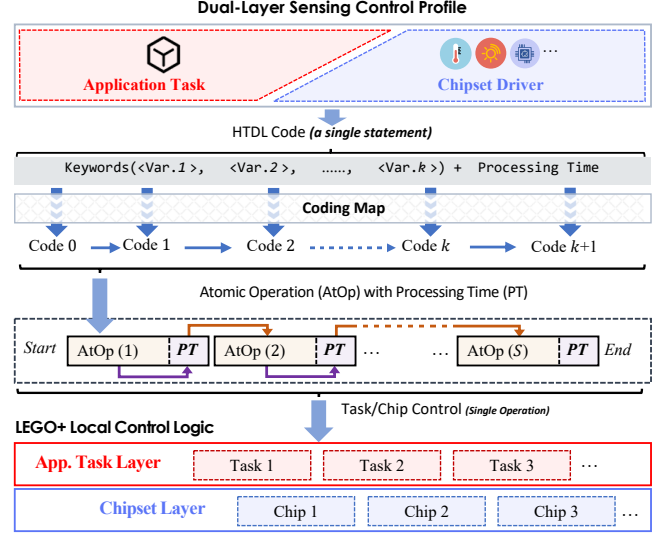 Dual-Layer Sensing Control Profile
Application Task
Chipset Driver
...
HTDL Code (a single statement)
Keywords(<Var.1>, <Var.2>, ......, <Var.k>) + Processing Time
Coding Map
Code 0 Code 1 Code 2 Code k Code k+1
Atomic Operation (AtOp) with Processing Time (PT)
Start AtOp (1) PT AtOp (2) PT ... ... AtOp (S) PT End
Task/Chip Control (Single Operation)
LEGO+ Local Control Logic
App. Task Layer Task 1 Task 2 Task 3 ...
Chipset Layer Chip 1 Chip 2 Chip 3 ...